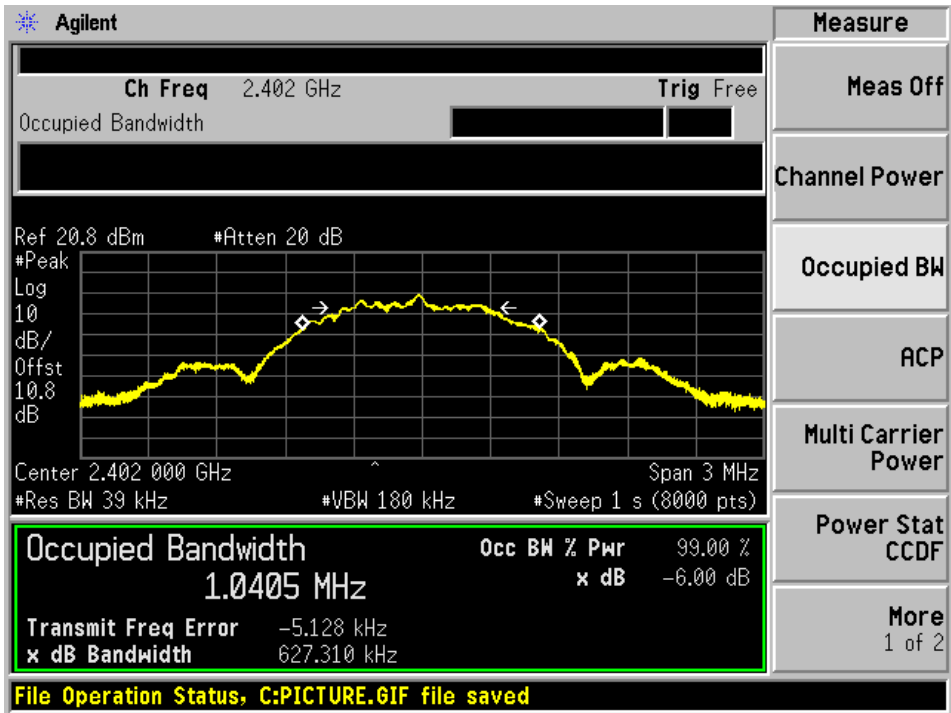 Agilent
Measure
Ch Freq 2.402 GHz Trig Free
Occupied Bandwidth
Meas Off
Channel Power
Occupied BW
ACP
Multi Carrier
Power
Power Stat
CCDF
More
1 of 2
Ref 20.8 dBm #Atten 20 dB
#Peak
Log
10
dB/
Offst
10.8
dB
Center 2.402 000 GHz Span 3 MHz
#Res BW 39 kHz #VBW 180 kHz #Sweep 1 s (8000 pts)
Occupied Bandwidth Occ BW % Pwr 99.00 %
1.0405 MHz x dB -6.00 dB
Transmit Freq Error -5.128 kHz
x dB Bandwidth 627.310 kHz
File Operation Status, C:PICTURE.GIF file saved